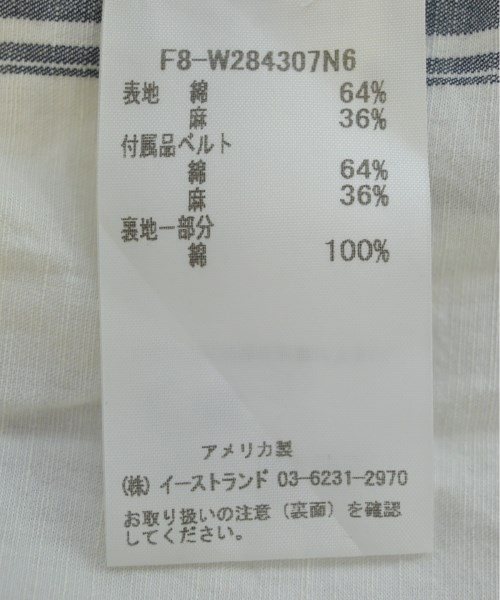 F8-W284307N6
表地 綿 64%
麻 36%
付属品ベルト
綿 64%
麻 36%
裏地一部分
綿 100%
アメリカ製
(株) イーストランド 03-6231-2970
お取り扱いの注意(裏面)を確認
してください。